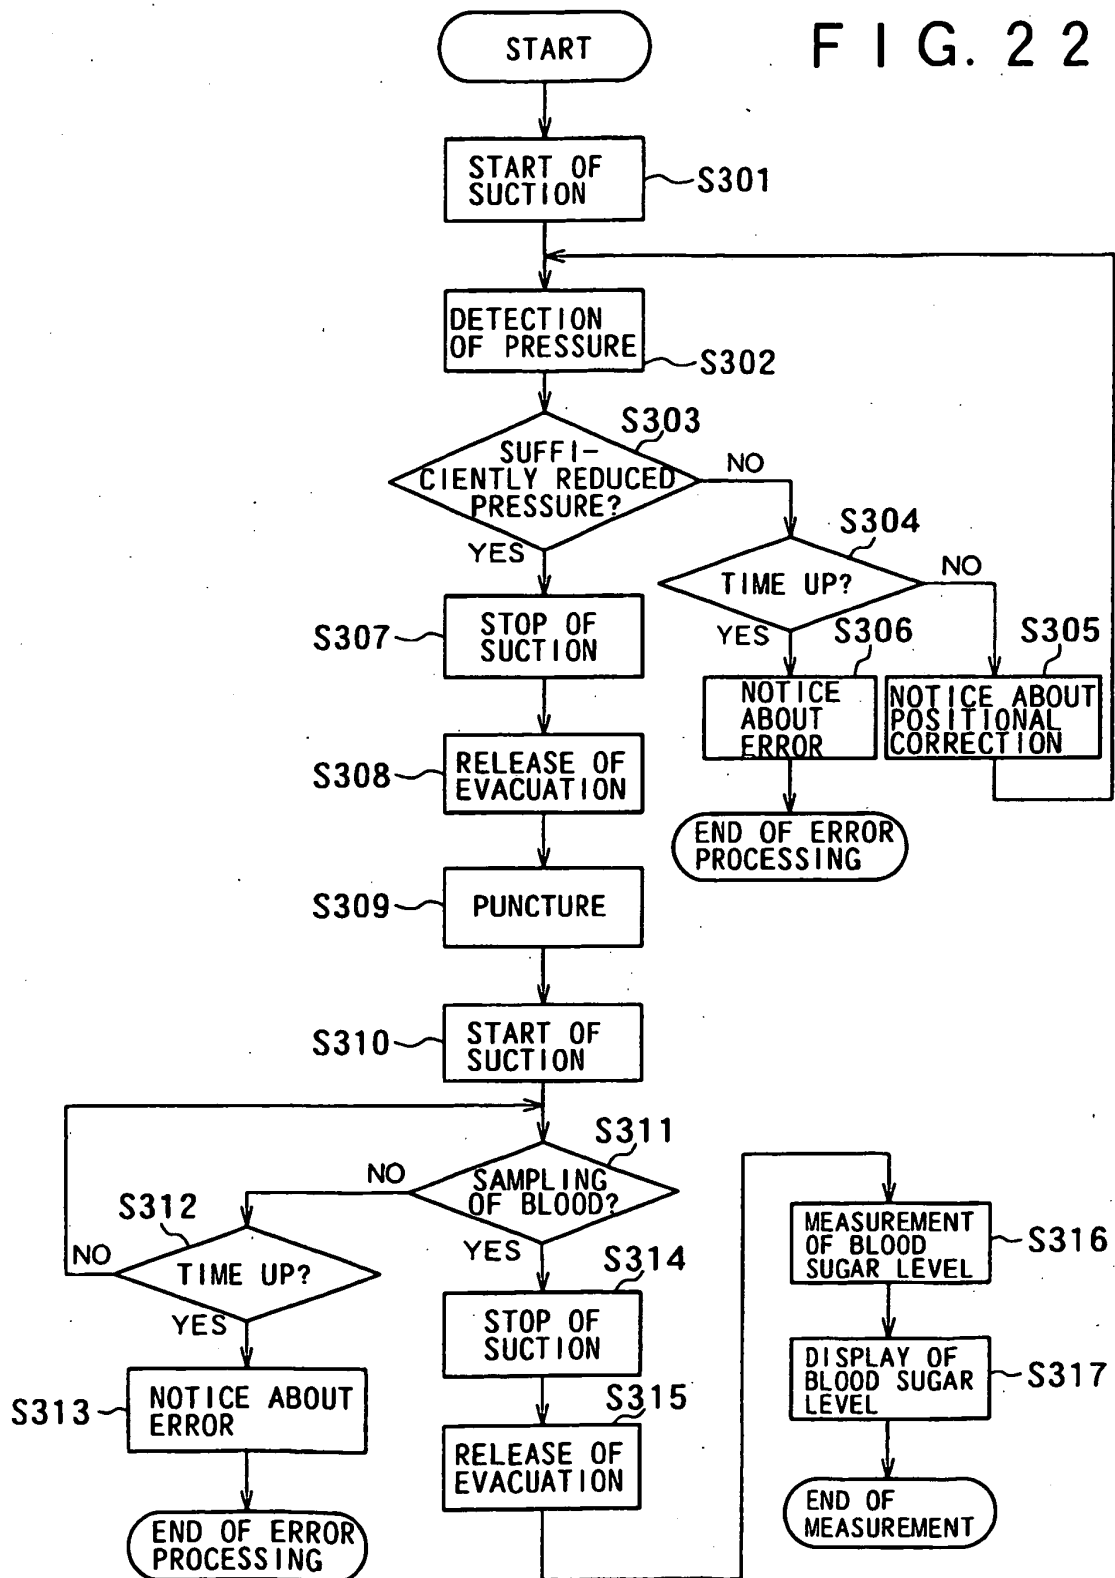 FIG. 22
START
START OF
SUCTION
S301
DETECTION
OF PRESSURE
S302
S303
SUFFI-
CIENTLY REDUCED
PRESSURE?
NO
YES
S304
TIME UP?
NO
YES
S306
S305
NOTICE
ABOUT
ERROR
NOTICE ABOUT
POSITIONAL
CORRECTION
END OF ERROR
PROCESSING
S307
STOP OF
SUCTION
S308
RELEASE OF
EVACUATION
S309
PUNCTURE
S310
START OF
SUCTION
S311
SAMPLING
OF BLOOD?
NO
YES
S312
TIME UP?
NO
YES
S313
NOTICE ABOUT
ERROR
END OF ERROR
PROCESSING
S314
STOP OF
SUCTION
S315
RELEASE OF
EVACUATION
MEASUREMENT
OF BLOOD
SUGAR LEVEL
S316
DISPLAY OF
BLOOD SUGAR
LEVEL
S317
END OF
MEASUREMENT